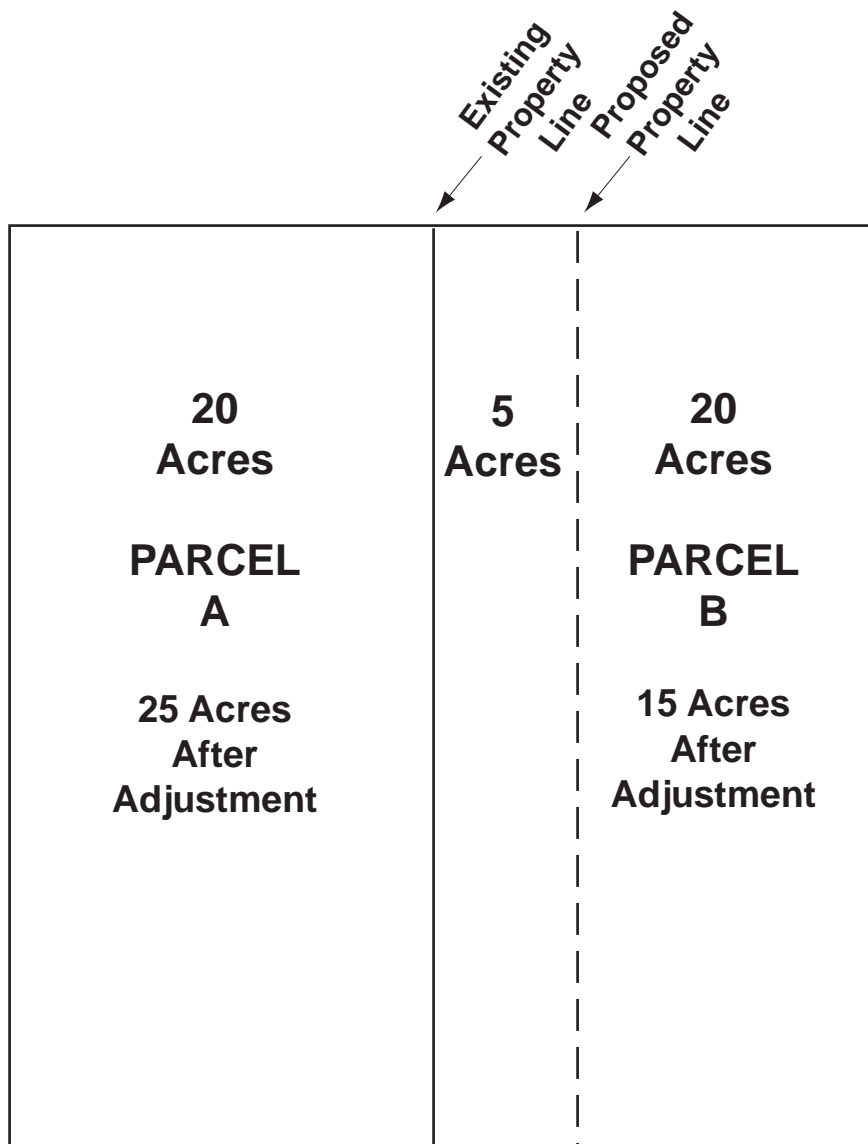 Existing
Property
Line
Proposed
Property
Line
20
Acres
PARCEL
A
25 Acres
After
Adjustment
5
Acres
20
Acres
PARCEL
B
15 Acres
After
Adjustment